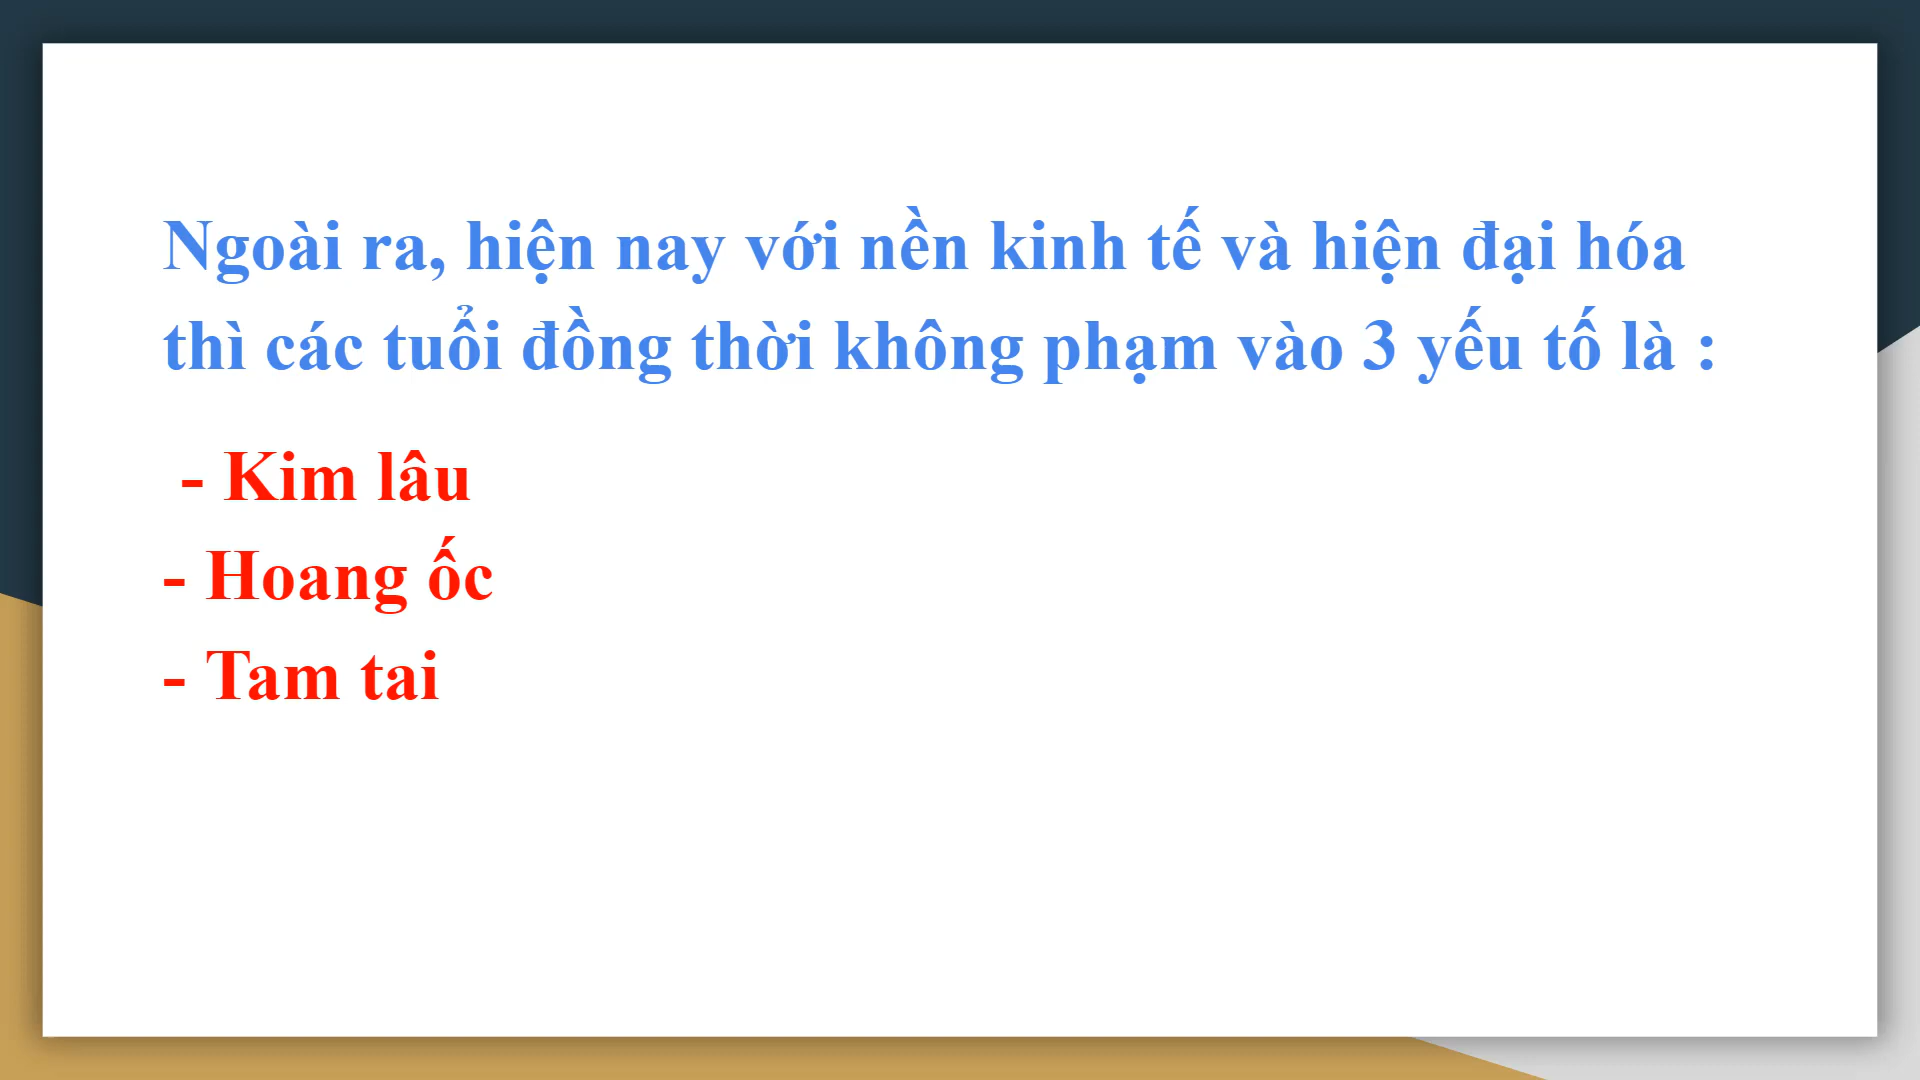 Ngoài ra, hiện nay với nền kinh tế và hiện đại hóa
thì các tuổi đồng thời không phạm vào 3 yếu tố là :
- Kim lâu
- Hoang ốc
- Tam tai